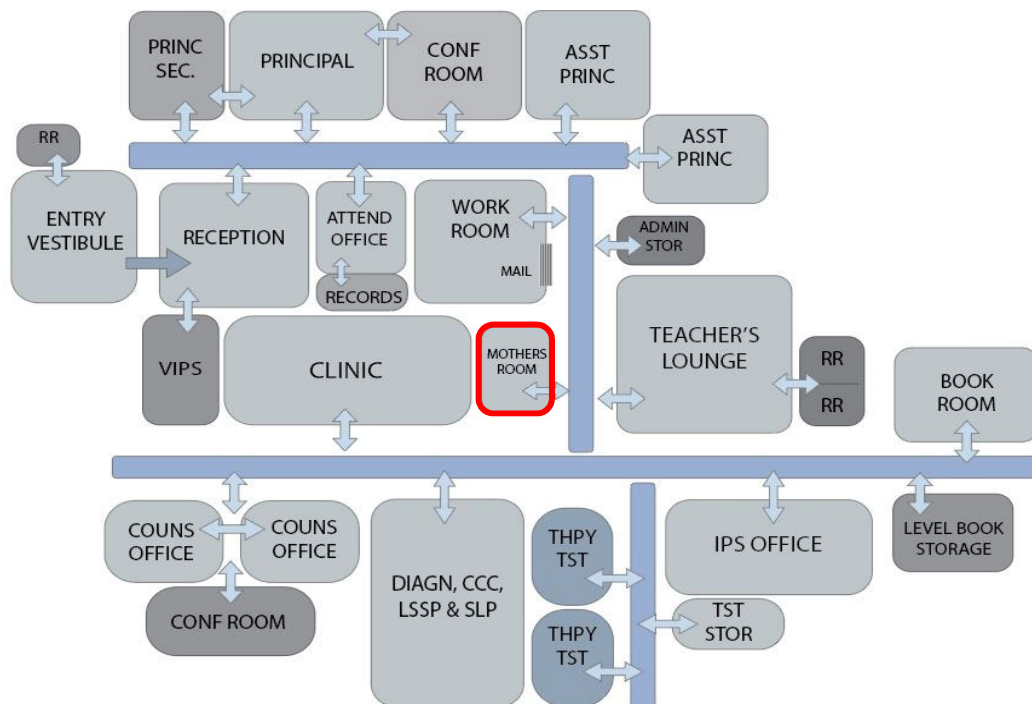 PRINC
SEC.
PRINCIPAL
CONF
ROOM
ASST
PRINC
RR
ASST
PRINC
ENTRY
VESTIBULE
RECEPTION
ATTEND
OFFICE
RECORDS
WORK
ROOM
MAIL
ADMIN
STOR
VIPS
CLINIC
MOTHERS
ROOM
TEACHER'S
LOUNGE
RR
RR
BOOK
ROOM
COUNS
OFFICE
COUNS
OFFICE
CONF ROOM
DIAGN, CCC,
LSSP & SLP
THPY
TST
THPY
TST
IPS OFFICE
TST
STOR
LEVEL BOOK
STORAGE